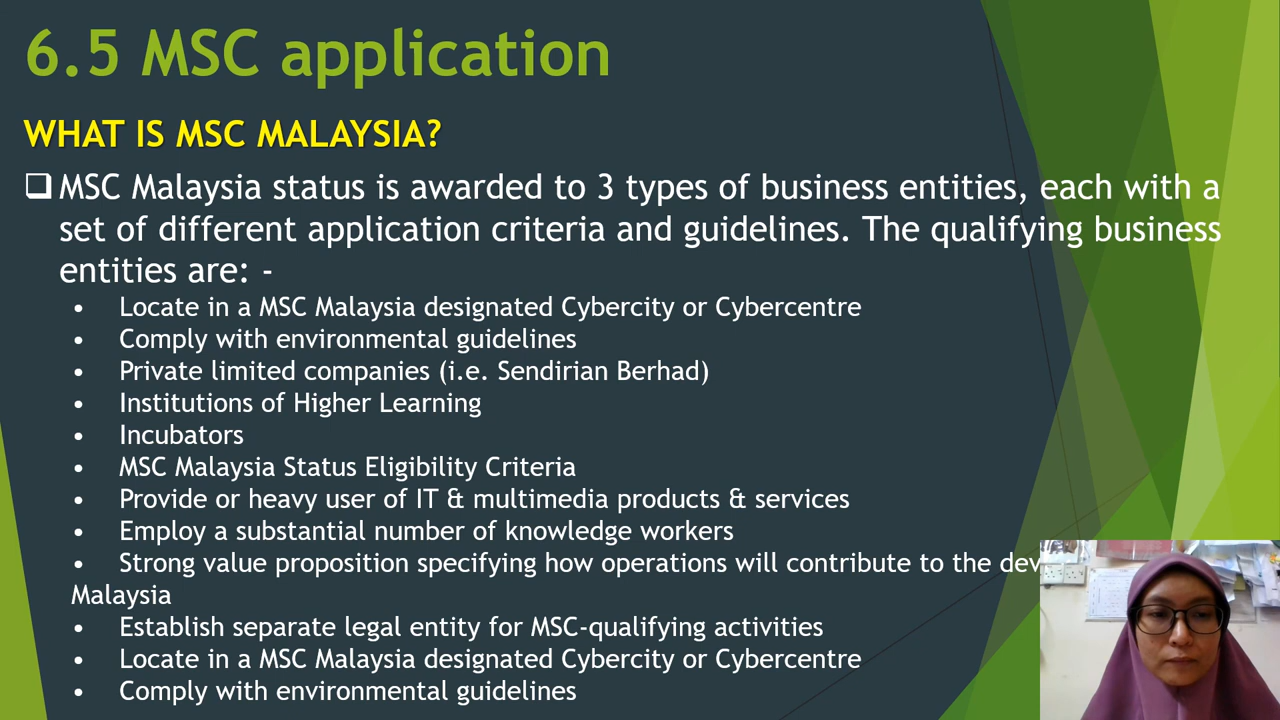 6.5 MSC application
WHAT IS MSC MALAYSIA?
MSC Malaysia status is awarded to 3 types of business entities, each with a
set of different application criteria and guidelines. The qualifying business
entities are: -
• Locate in a MSC Malaysia designated Cybercity or Cybercentre
• Comply with environmental guidelines
• Private limited companies (i.e. Sendirian Berhad)
• Institutions of Higher Learning
• Incubators
• MSC Malaysia Status Eligibility Criteria
• Provide or heavy user of IT & multimedia products & services
• Employ a substantial number of knowledge workers
• Strong value proposition specifying how operations will contribute to the
Malaysia
• Establish separate legal entity for MSC-qualifying activities
• Locate in a MSC Malaysia designated Cybercity or Cybercentre
• Comply with environmental guidelines